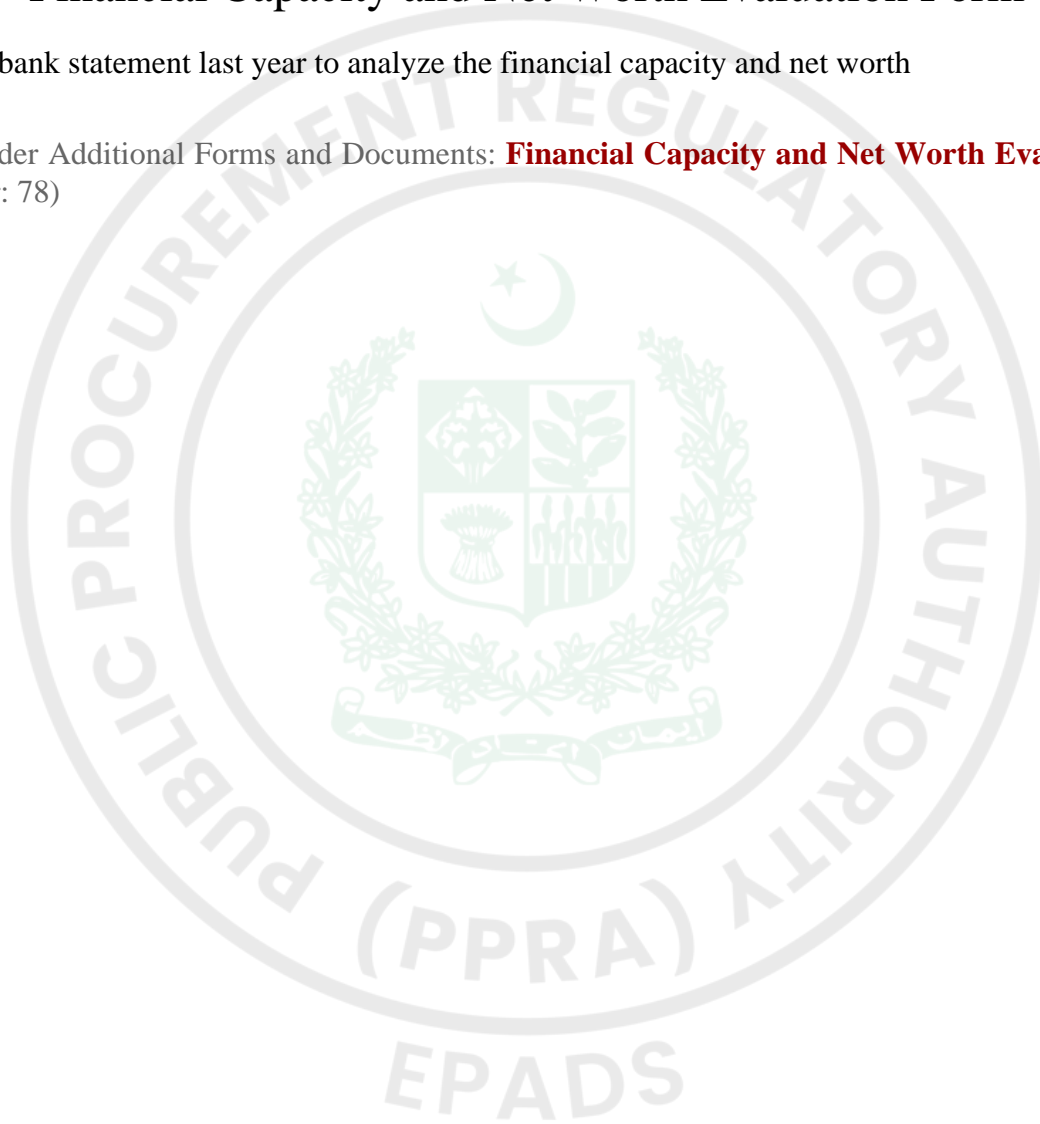 Financial Capacity and Net Worth Evaluation Form
bank statement last year to analyze the financial capacity and net worth
der Additional Forms and Documents: Financial Capacity and Net Worth Eva
: 78)
PUBLIC PROCUREMENT REGULATORY AUTHORITY
(PPRA)
EPADS